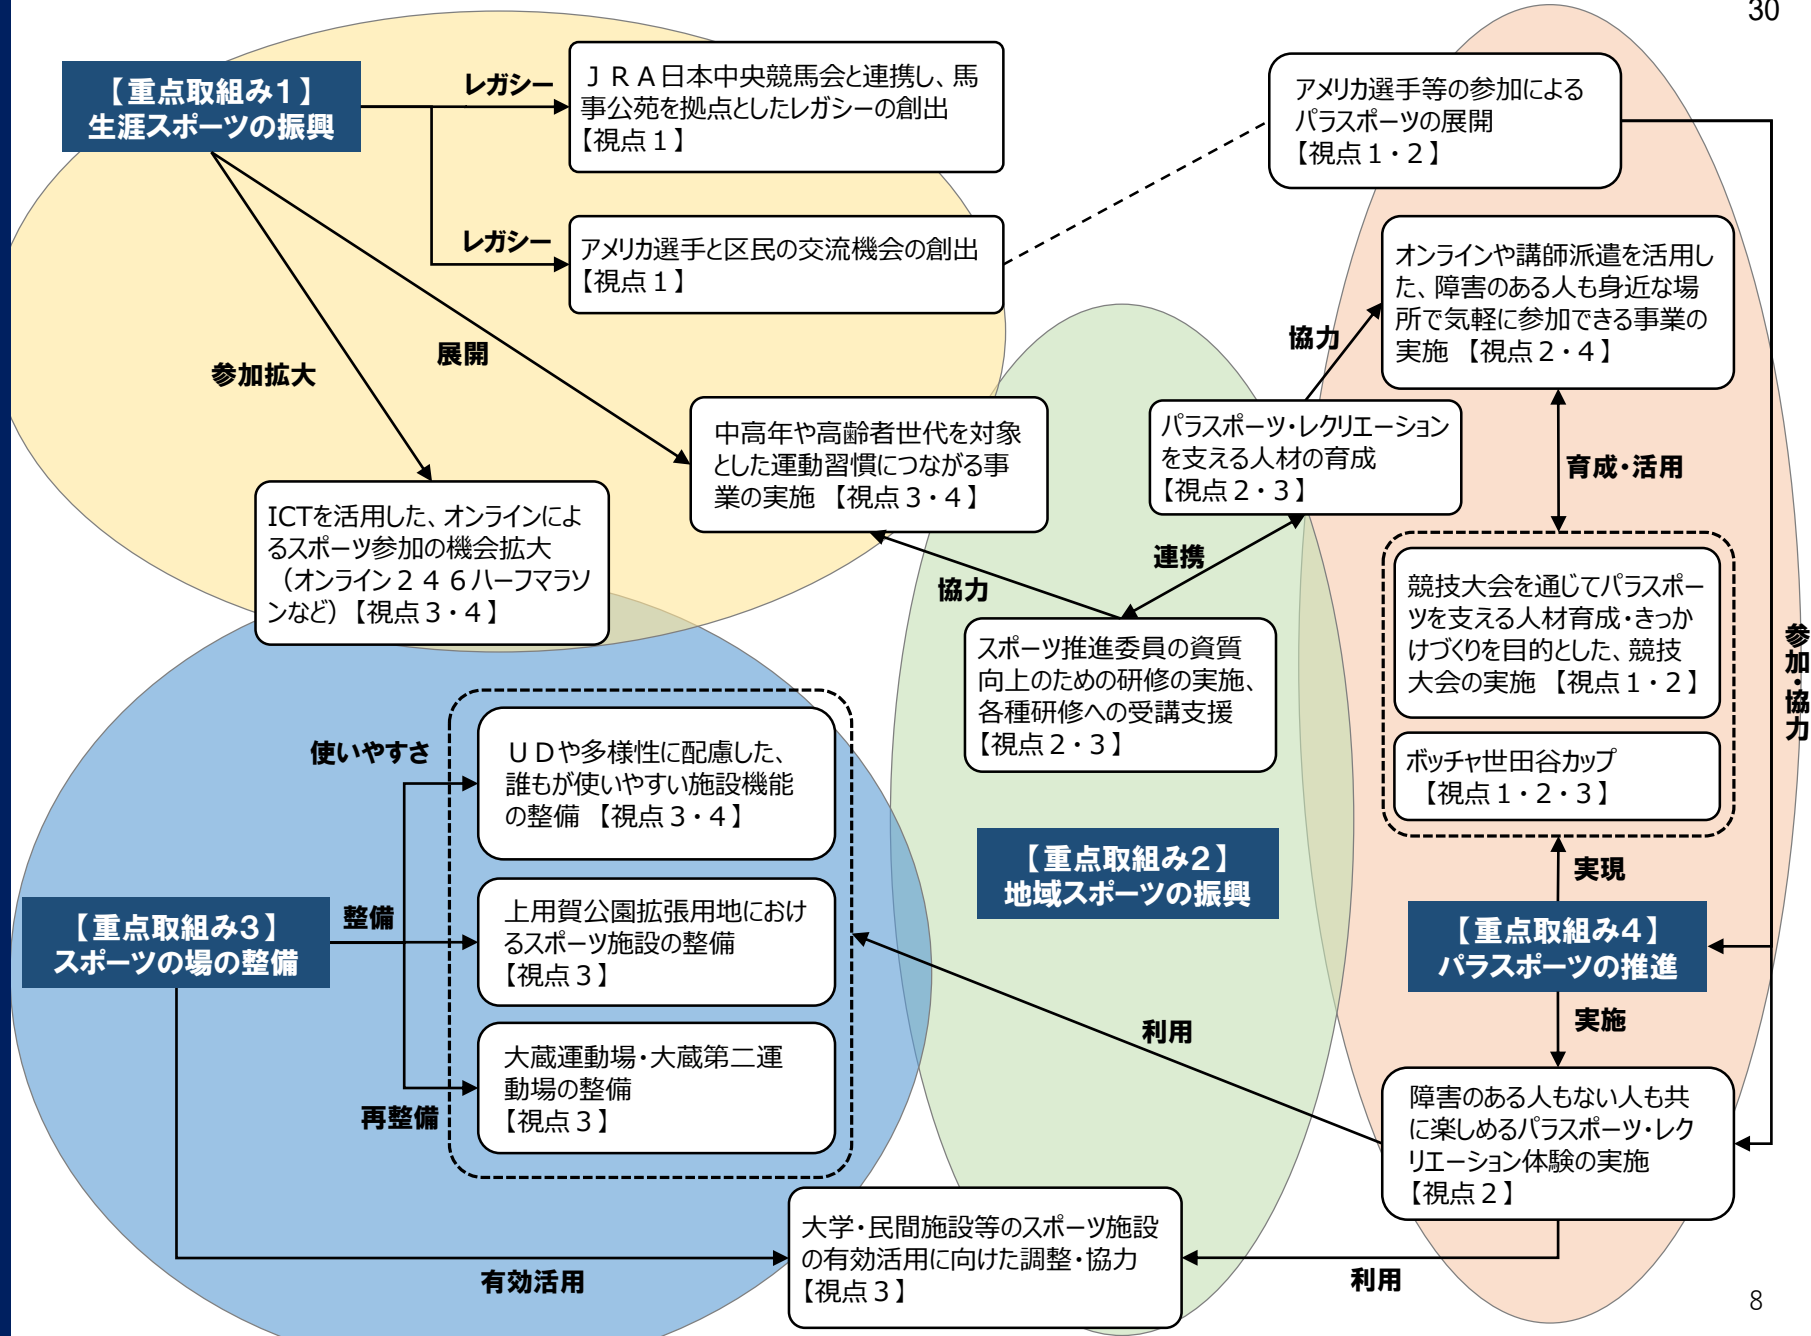 30
【重点取組み1】
生涯スポーツの振興
レガシー
ＪＲＡ日本中央競馬会と連携し、馬
事公苑を拠点としたレガシーの創出
【視点１】
アメリカ選手等の参加による
パラスポーツの展開
【視点１・２】
レガシー
アメリカ選手と区民の交流機会の創出
【視点１】
オンラインや講師派遣を活用し
た、障害のある人も身近な場
所で気軽に参加できる事業の
実施 【視点２・４】
協力
展開
参加拡大
中高年や高齢者世代を対象
とした運動習慣につながる事
業の実施 【視点３・４】
パラスポーツ・レクリエーション
を支える人材の育成
【視点２・３】
育成・活用
ICTを活用した、オンラインによ
るスポーツ参加の機会拡大
（オンライン２４６ハーフマラソ
ンなど）【視点３・４】
連携
協力
競技大会を通じてパラスポー
ツを支える人材育成・きっか
けづくりを目的とした、競技
大会の実施 【視点１・２】
参加・協力
スポーツ推進委員の資質
向上のための研修の実施、
各種研修への受講支援
【視点２・３】
使いやすさ
ＵＤや多様性に配慮した、
誰もが使いやすい施設機能
の整備 【視点３・４】
ボッチャ世田谷カップ
【視点１・２・３】
【重点取組み2】
地域スポーツの振興
実現
【重点取組み3】
スポーツの場の整備
整備
上用賀公園拡張用地におけ
るスポーツ施設の整備
【視点３】
【重点取組み4】
パラスポーツの推進
利用
実施
大蔵運動場・大蔵第二運
動場の整備
【視点３】
再整備
障害のある人もない人も共
に楽しめるパラスポーツ・レク
リエーション体験の実施
【視点２】
大学・民間施設等のスポーツ施設
の有効活用に向けた調整・協力
【視点３】
有効活用
利用
8